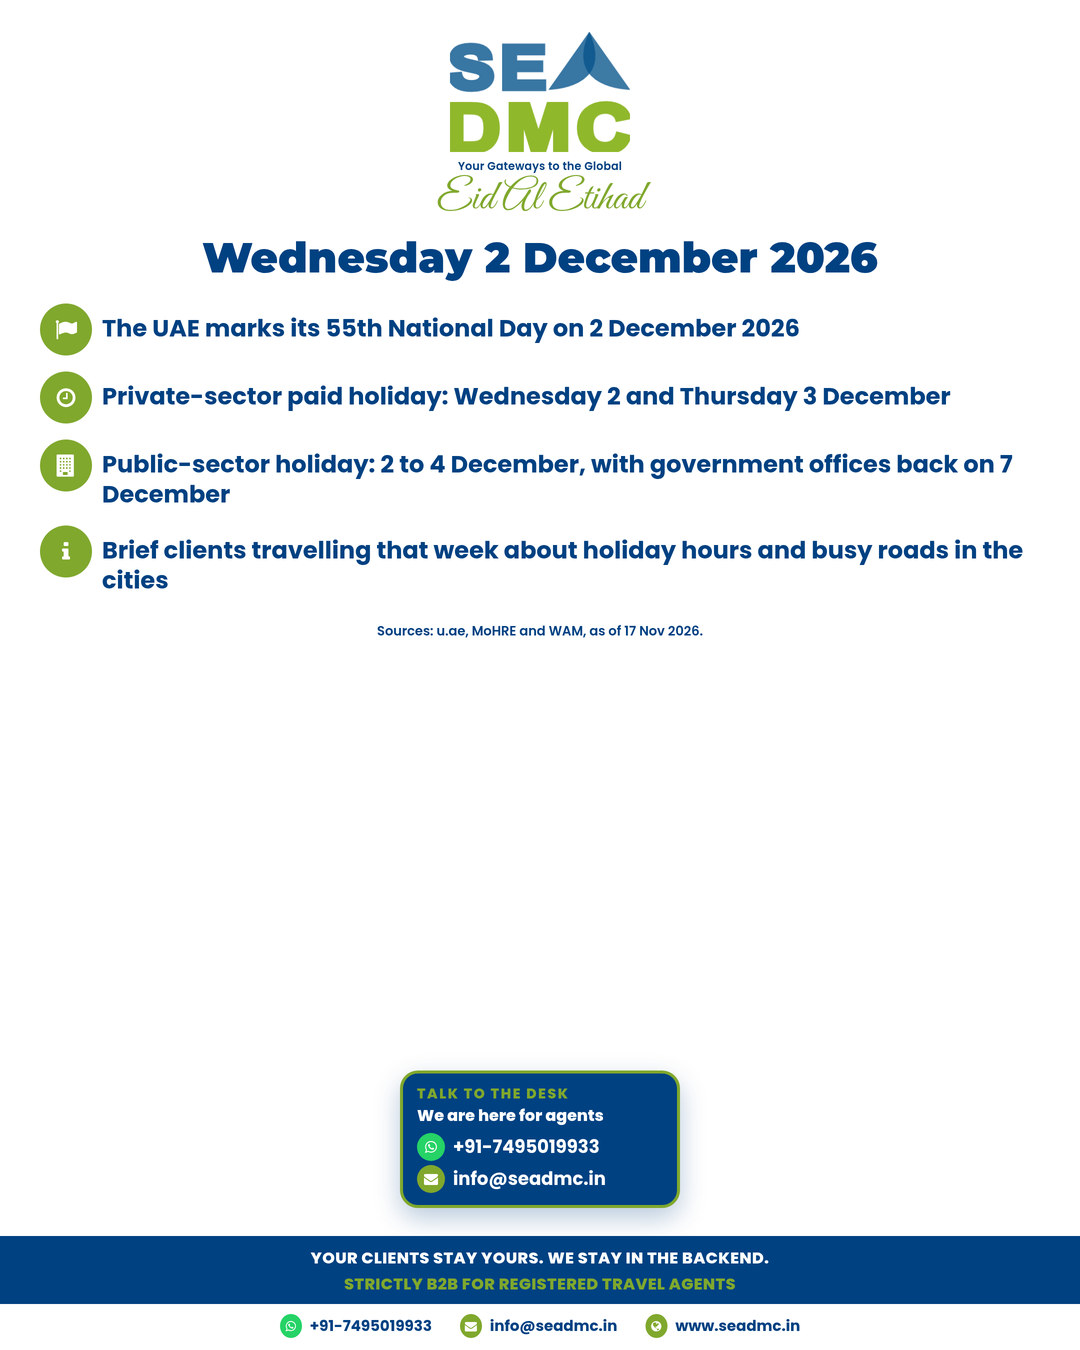 SEA
DMC
Your Gateways to the Global
Eid Al Etihad
Wednesday 2 December 2026
The UAE marks its 55th National Day on 2 December 2026
Private-sector paid holiday: Wednesday 2 and Thursday 3 December
Public-sector holiday: 2 to 4 December, with government offices back on 7
December
Brief clients travelling that week about holiday hours and busy roads in the
cities
Sources: u.ae, MoHRE and WAM, as of 17 Nov 2026.
TALK TO THE DESK
We are here for agents
+91-7495019933
info@seadmc.in
YOUR CLIENTS STAY YOURS. WE STAY IN THE BACKEND.
STRICTLY B2B FOR REGISTERED TRAVEL AGENTS
+91-7495019933 info@seadmc.in www.seadmc.in